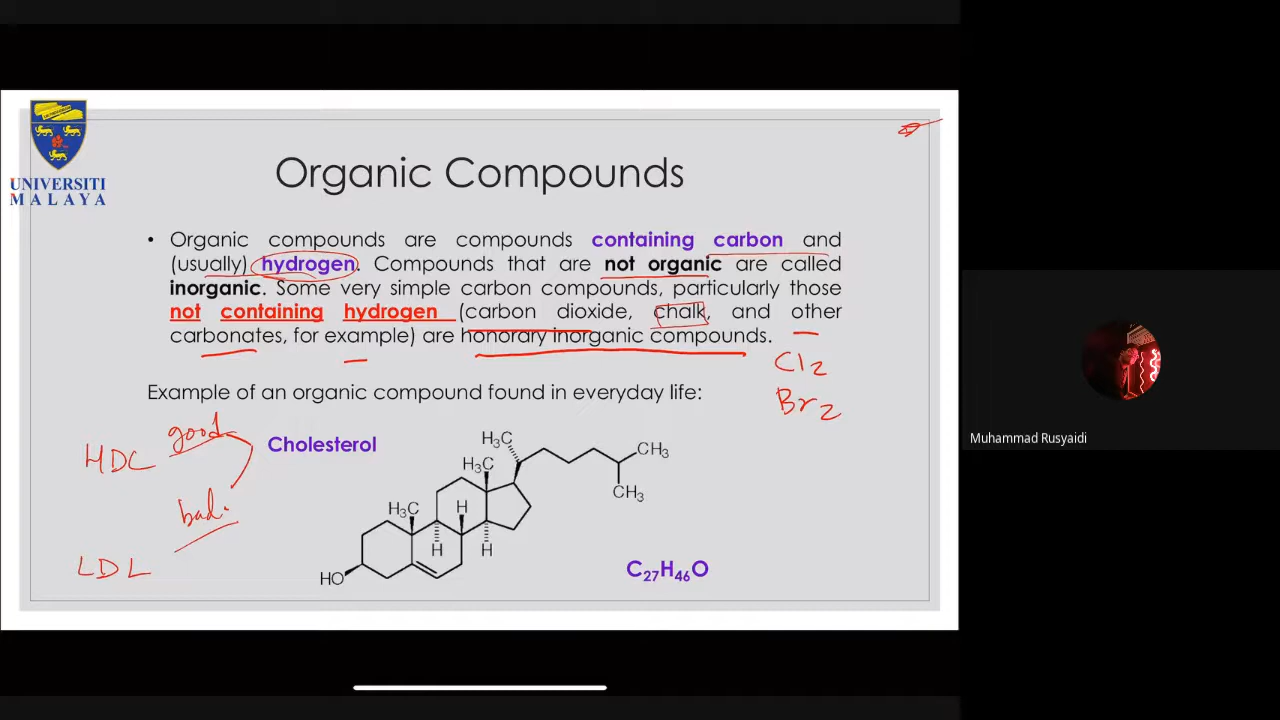 UNIVERSITI
MALAYA
Organic Compounds
• Organic compounds are compounds containing carbon and
(usually) hydrogen. Compounds that are not organic are called
inorganic. Some very simple carbon compounds, particularly those
not containing hydrogen (carbon dioxide, chalk, and other
carbonates, for example) are honorary inorganic compounds.
Cl2
Br2
Example of an organic compound found in everyday life:
good
HDC
Cholesterol
bad
LDL
H₃C
H₃C
CH₃
CH₃
H₃C
H
H
H
HO
C₂₇H₄₆O
Muhammad Rusyaidi